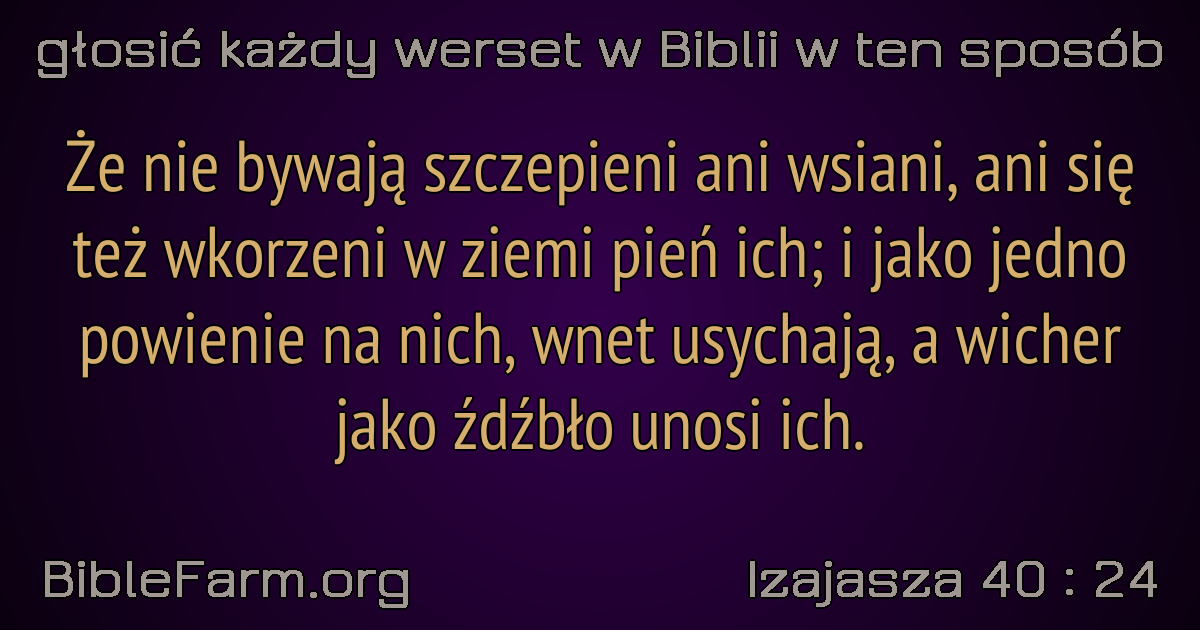 głosić każdy werset w Biblii w ten sposób
Że nie bywają szczepieni ani wsiani, ani się
też wkorzeni w ziemi pień ich; i jako jedno
powienie na nich, wnet usychają, a wicher
jako źdźbło unosi ich.
BibleFarm.org
Izajasza 40 : 24